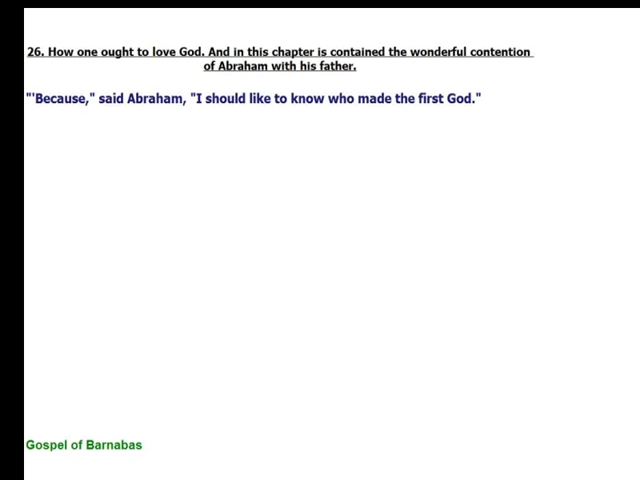 26. How one ought to love God. And in this chapter is contained the wonderful contention
of Abraham with his father.
"'Because," said Abraham, "I should like to know who made the first God."
Gospel of Barnabas